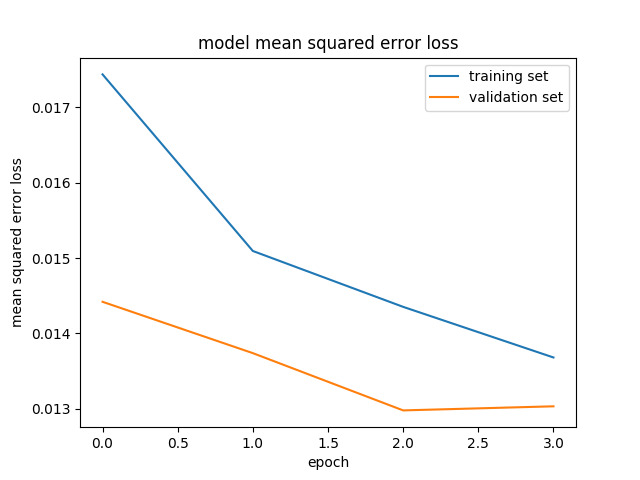 model mean squared error loss
training set
validation set
mean squared error loss
0.017
0.016
0.015
0.014
0.013
0.0 0.5 1.0 1.5 2.0 2.5 3.0
epoch